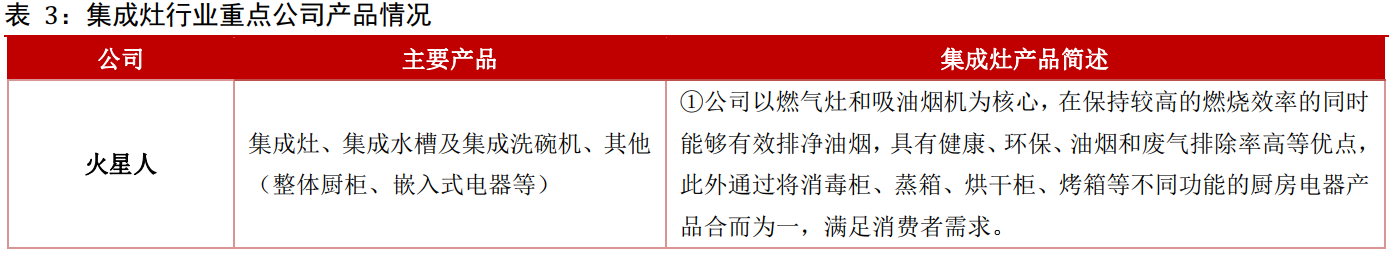 表 3：集成灶行业重点公司产品情况
公司 主要产品 集成灶产品简述
火星人
集成灶、集成水槽及集成洗碗机、其他
（整体厨柜、嵌入式电器等）
①公司以燃气灶和吸油烟机为核心，在保持较高的燃烧效率的同时
能够有效排净油烟，具有健康、环保、油烟和废气排除率高等优点，
此外通过将消毒柜、蒸箱、烘干柜、烤箱等不同功能的厨房电器产
品合而为一，满足消费者需求。